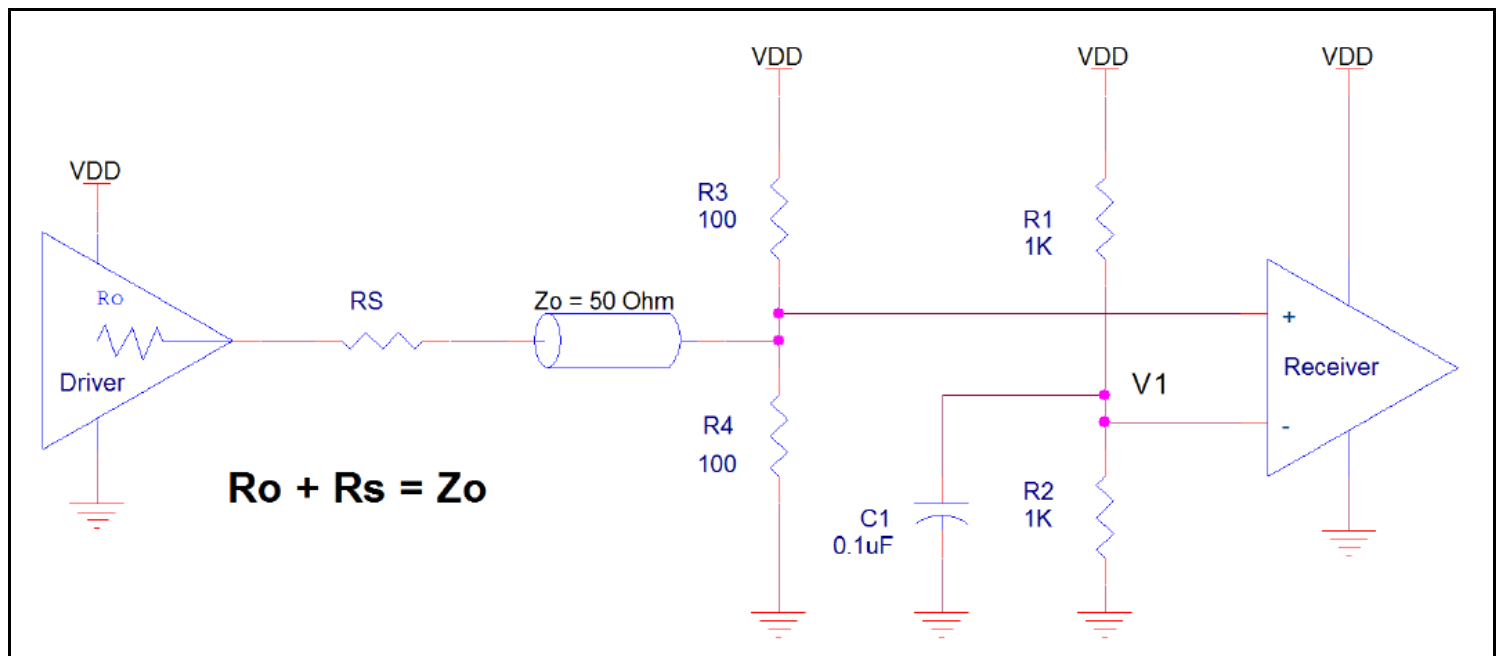 VDD
VDD
VDD
VDD
R3
100
R1
1K
Ro
RS
Zo = 50 Ohm
+
Driver
Receiver
V1
-
R4
100
Ro + Rs = Zo
R2
1K
C1
0.1uF